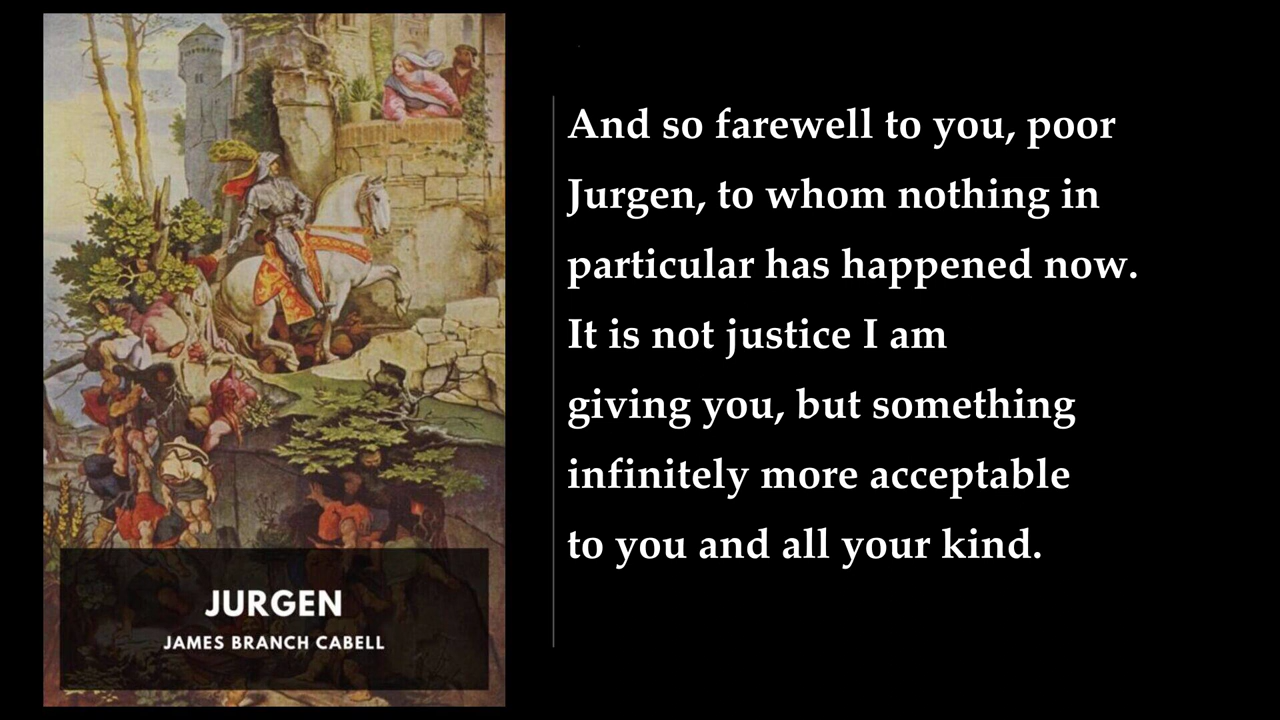 And so farewell to you, poor
Jurgen, to whom nothing in
particular has happened now.
It is not justice I am
giving you, but something
infinitely more acceptable
to you and all your kind.
JURGEN
JAMES BRANCH CABELL